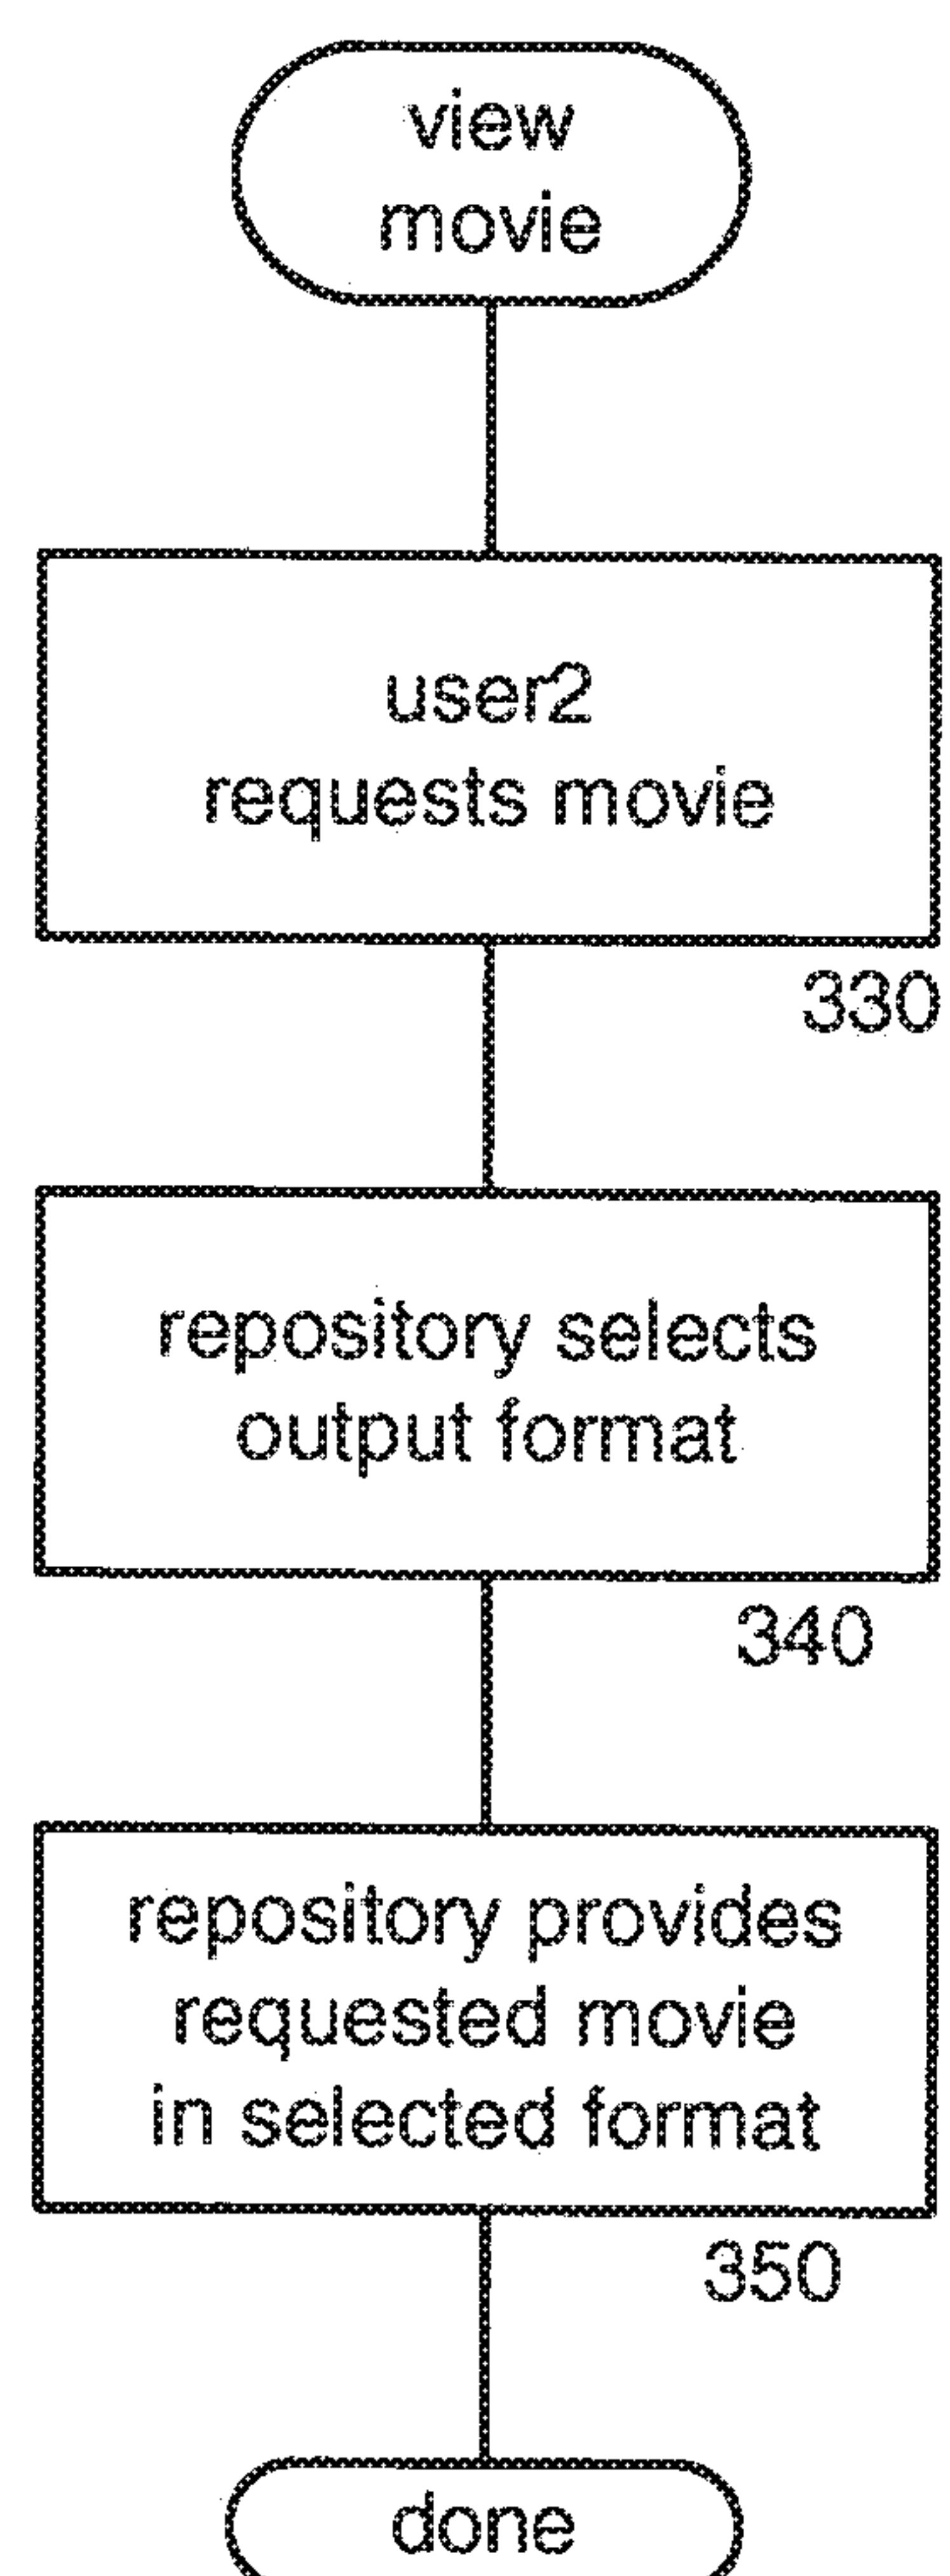 view
movie
user2
requests movie
330
repository selects
output format
340
repository provides
requested movie
in selected format
350
done